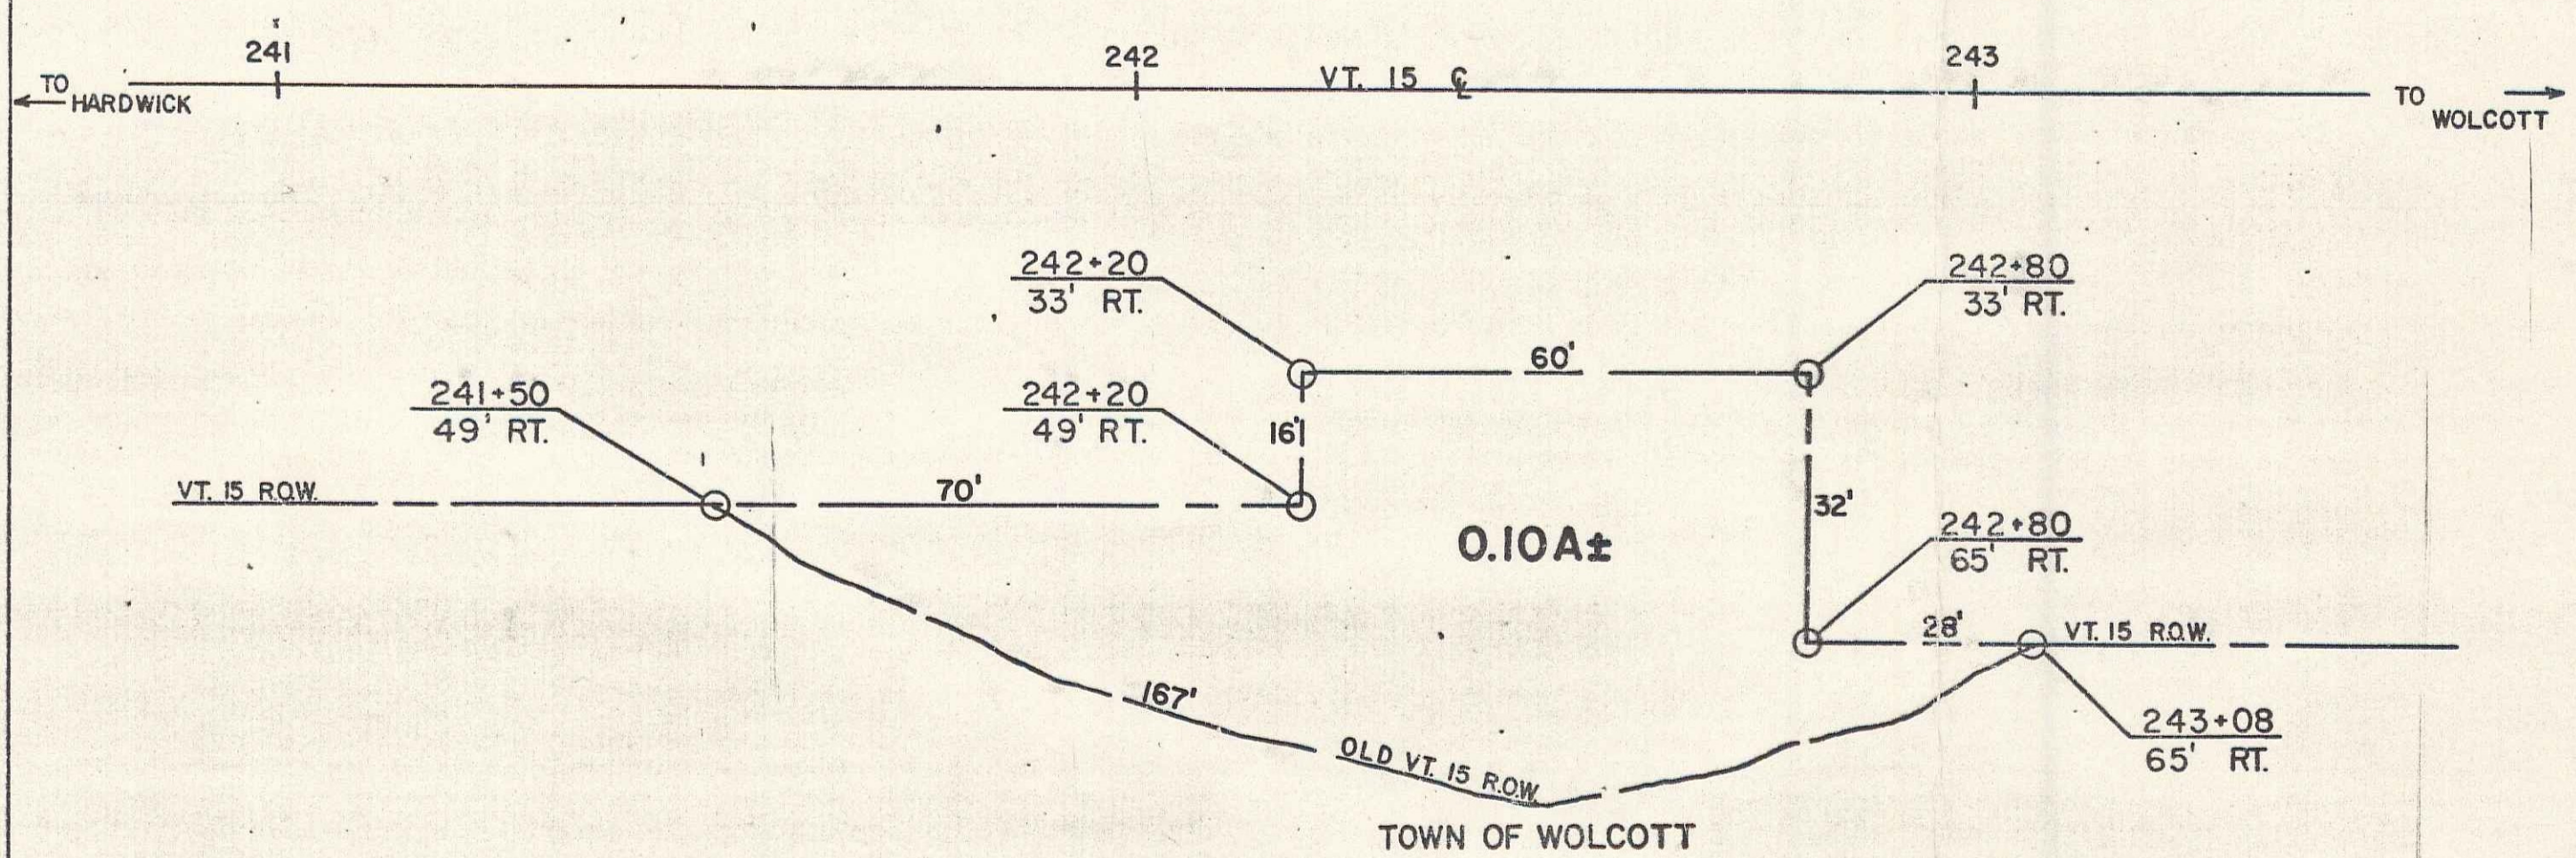 241
242
243
TO
HARDWICK
VT. 15 ℄
TO
WOLCOTT
242+20
33' RT.
242+80
33' RT.
60'
241+50
49' RT.
242+20
49' RT.
16'
VT. 15 R.O.W.
70'
32'
0.10A±
242+80
65' RT.
28'
VT. 15 R.O.W.
167'
OLD VT. 15 R.O.W.
243+08
65' RT.
TOWN OF WOLCOTT